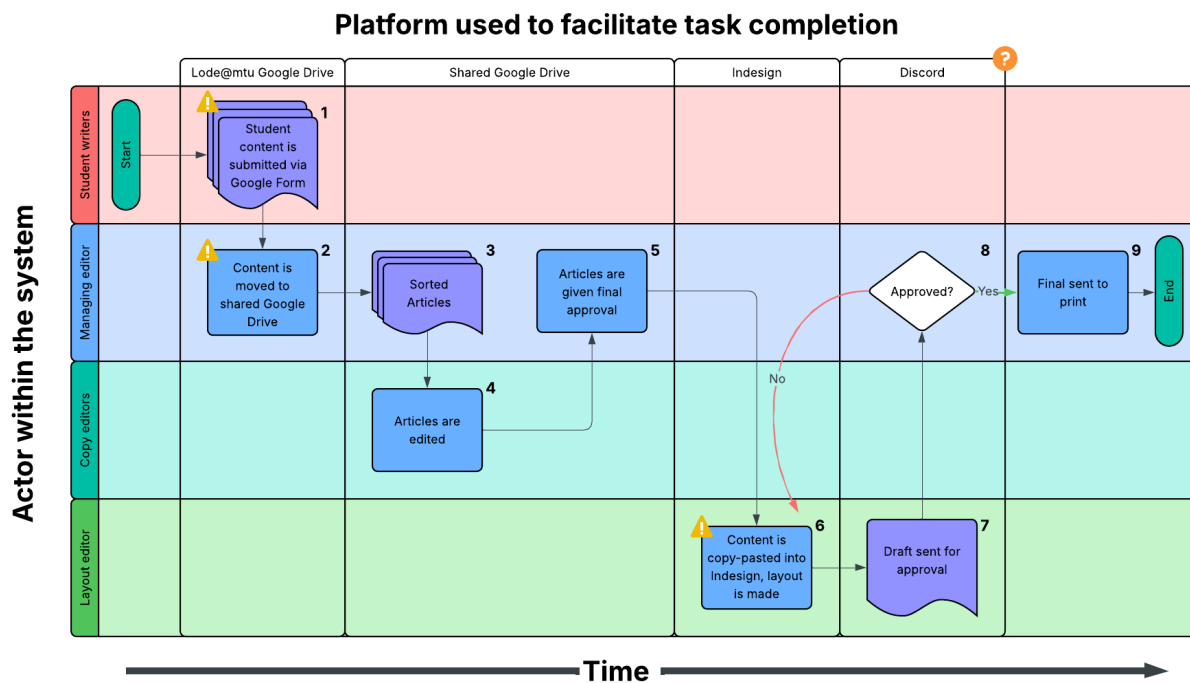 Platform used to facilitate task completion
?
Lode@mtu Google Drive
Shared Google Drive
Indesign
Discord
Actor within the system
Student writers
Start
1
Student
content is
submitted via
Google Form
Managing editor
2
Content is
moved to
shared Google
Drive
3
Sorted
Articles
5
Articles are
given final
approval
8
Approved?
Yes
9
Final sent to
print
End
No
Copy editors
4
Articles are
edited
Layout editor
6
Content is
copy-pasted into
Indesign, layout
is made
7
Draft sent for
approval
Time